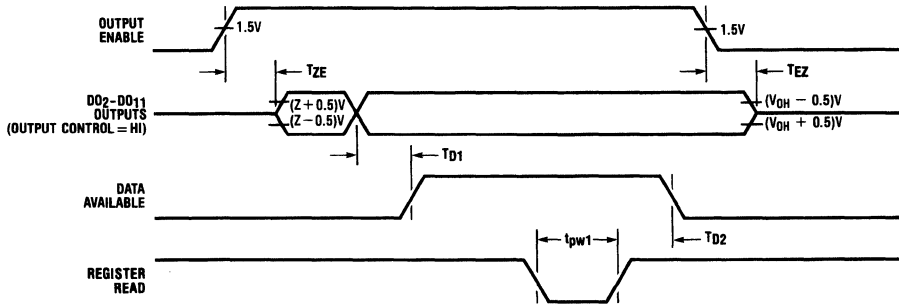 OUTPUT
ENABLE
1.5V
1.5V
TZE
TEZ
DO2-DO11
OUTPUTS
(OUTPUT CONTROL = HI)
(Z + 0.5)V
(Z − 0.5)V
(VOH − 0.5)V
(VOH + 0.5)V
TD1
DATA
AVAILABLE
TD2
tpw1
REGISTER
READ